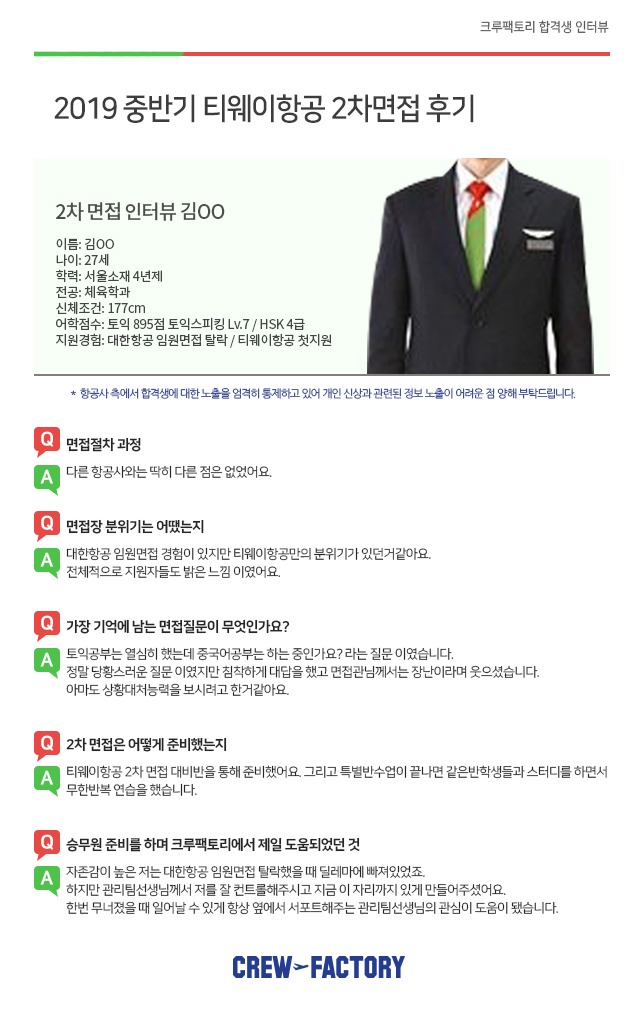 크루팩토리 합격생 인터뷰
2019 중반기 티웨이항공 2차면접 후기
2차 면접 인터뷰 김OO
이름: 김OO
나이: 27세
학력: 서울소재 4년제
전공: 체육학과
신체조건: 177cm
어학점수: 토익 895점 토익스피킹 Lv.7 / HSK 4급
지원경험: 대한항공 임원면접 탈락 / 티웨이항공 첫지원
* 항공사 측에서 합격생에 대한 노출을 엄격히 통제하고 있어 개인 신상과 관련된 정보 노출이 어려운 점 양해 부탁드립니다.
Q 면접절차 과정
A 다른 항공사와는 딱히 다른 점은 없었어요.
Q 면접장 분위기는 어땠는지
A 대한항공 임원면접 경험이 있지만 티웨이항공만의 분위기가 있던거같아요.
전체적으로 지원자들도 밝은 느낌 이였어요.
Q 가장 기억에 남는 면접질문이 무엇인가요?
A 토익공부는 열심히 했는데 중국어공부는 하는 중인가요? 라는 질문 이였습니다.
정말 당황스러운 질문 이였지만 침착하게 대답을 했고 면접관님께서는 장난이라며 웃으셨습니다.
아마도 상황대처능력을 보시려고 한거같아요.
Q 2차 면접은 어떻게 준비했는지
A 티웨이항공 2차 면접 대비반을 통해 준비했어요. 그리고 특별반수업이 끝나면 같은반학생들과 스터디를 하면서
무한반복 연습을 했습니다.
Q 승무원 준비를 하며 크루팩토리에서 제일 도움되었던 것
A 자존감이 높은 저는 대한항공 임원면접 탈락했을 때 딜레마에 빠져있었죠.
하지만 관리팀선생님께서 저를 잘 컨트롤해주시고 지금 이 자리까지 있게 만들어주셨어요.
한번 무너졌을 때 일어날 수 있게 항상 옆에서 서포트해주는 관리팀선생님의 관심이 도움이 됐습니다.
CREW FACTORY